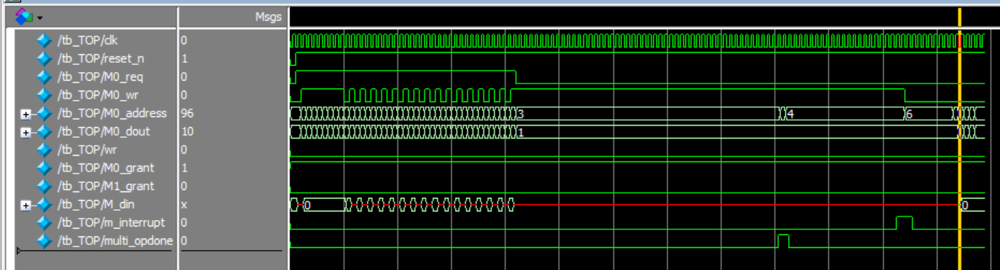 Msgs
/tb_TOP/clk 0
/tb_TOP/reset_n 1
/tb_TOP/M0_req 0
/tb_TOP/M0_wr 0
/tb_TOP/M0_address 96 3 4 6
/tb_TOP/M0_dout 10 1
/tb_TOP/wr 0
/tb_TOP/M0_grant 1
/tb_TOP/M1_grant 0
/tb_TOP/M_din x 0 0
/tb_TOP/m_interrupt 0
/tb_TOP/multi_opdone 0